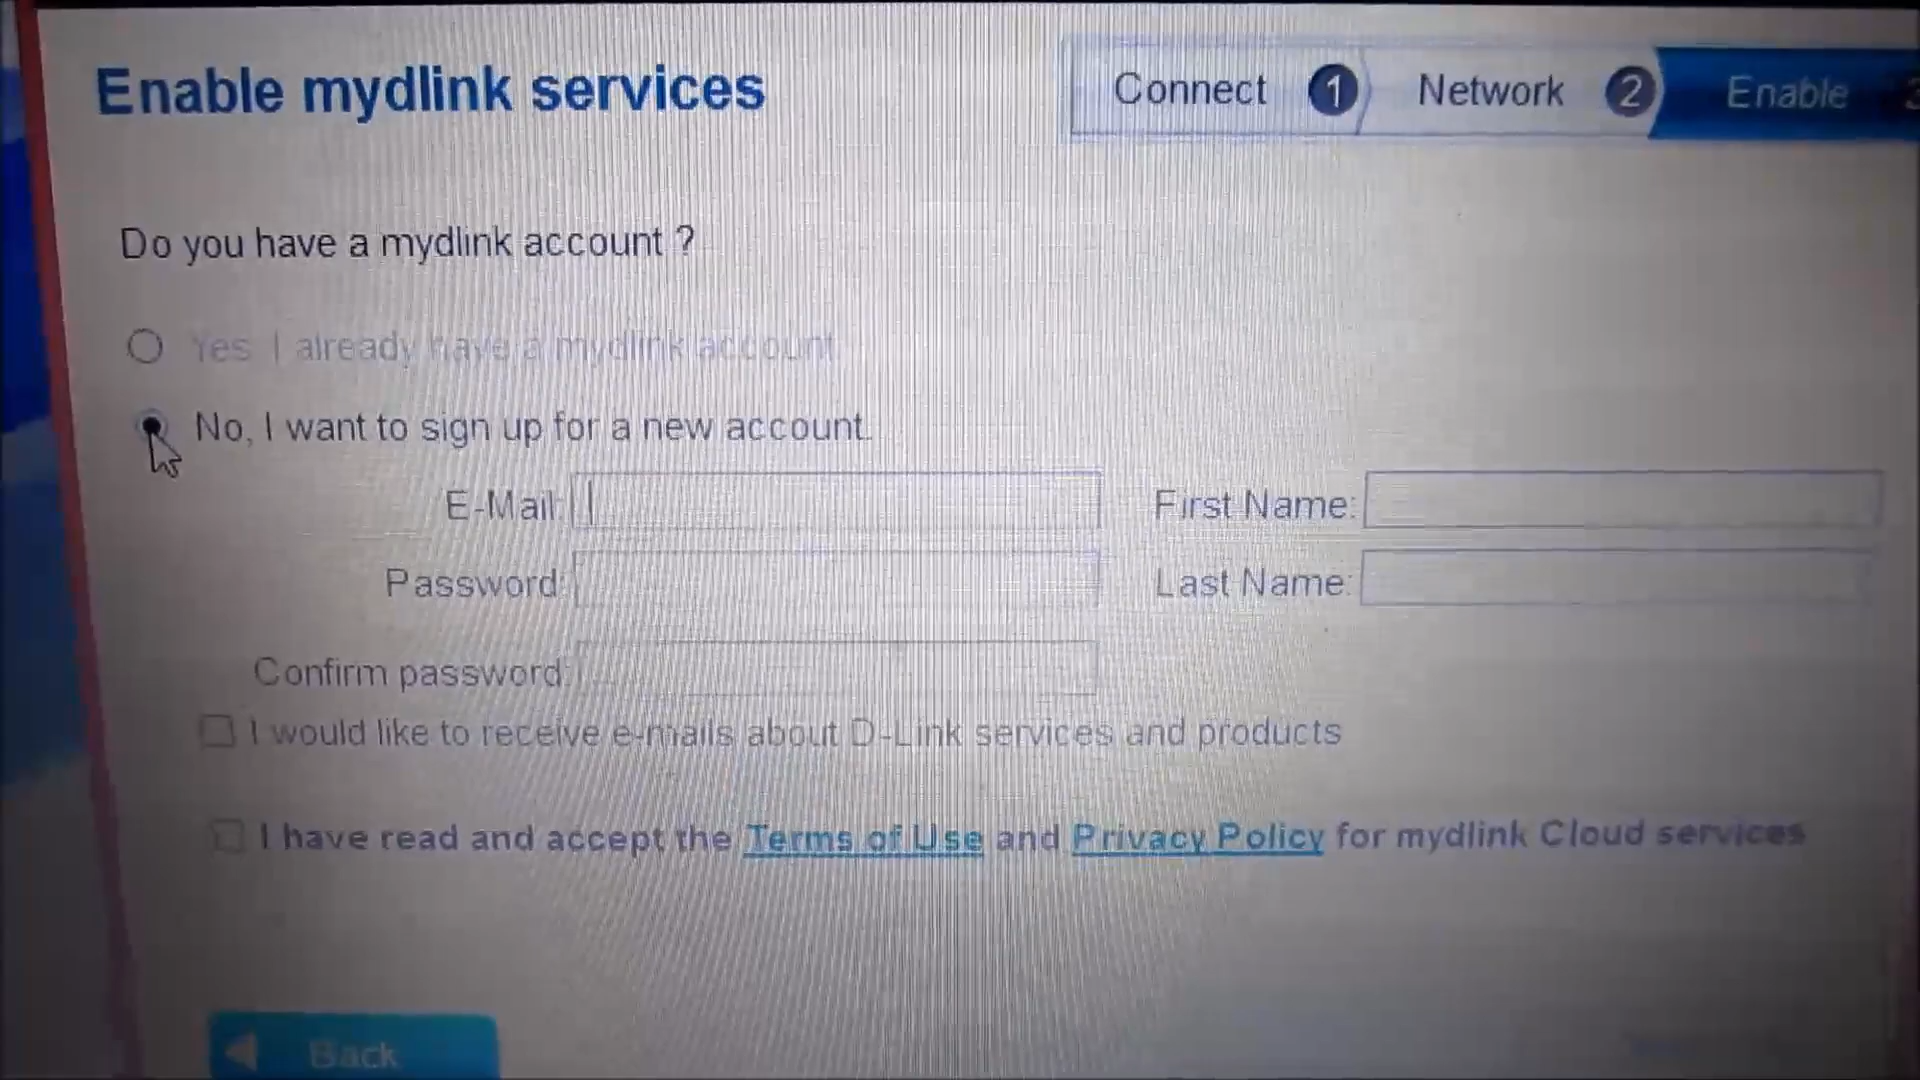 Enable mydlink services
Connect 1 Network 2 Enable 3
Do you have a mydlink account ?
Yes I already have a mydlink account
No, I want to sign up for a new account.
E-Mail: First Name:
Password: Last Name:
Confirm password:
I would like to receive e-mails about D-Link services and products
I have read and accept the Terms of Use and Privacy Policy for mydlink Cloud services
Back